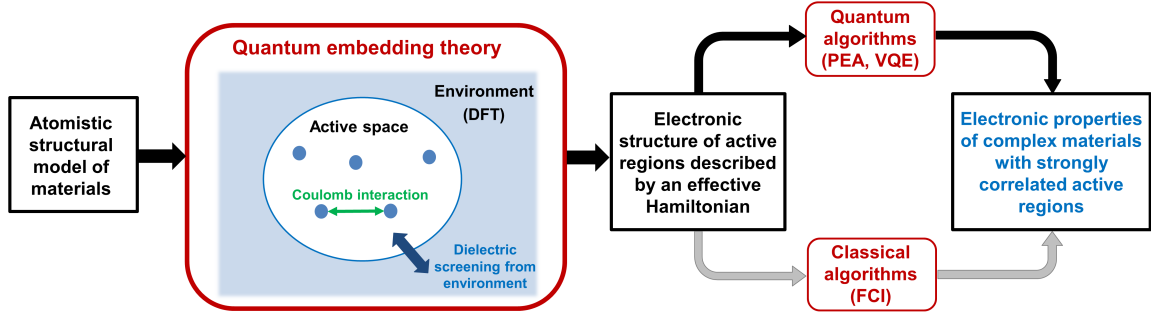 Atomistic
structural
model of
materials
Quantum embedding theory
Environment
(DFT)
Active space
Coulomb interaction
Dielectric
screening from
environment
Electronic
structure of active
regions described
by an effective
Hamiltonian
Quantum
algorithms
(PEA, VQE)
Classical
algorithms
(FCI)
Electronic properties
of complex materials
with strongly
correlated active
regions